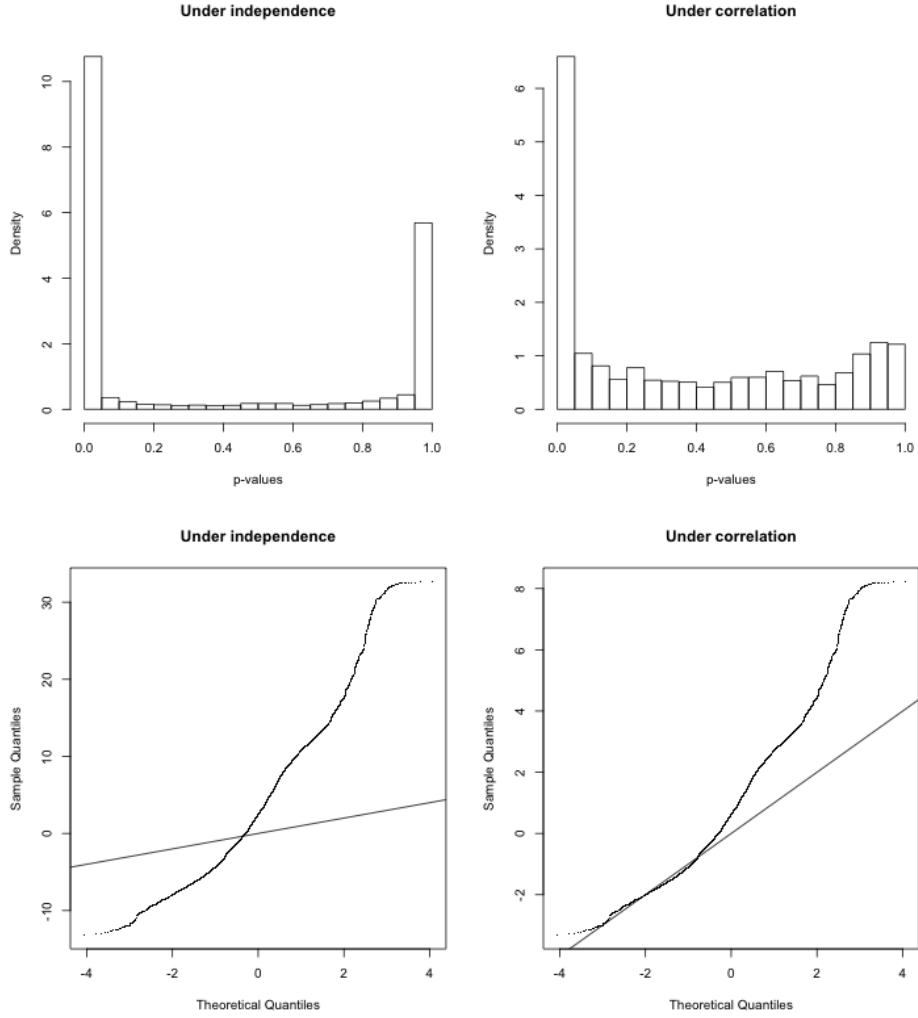 Under independence
Density
0
2
4
6
8
10
0.0 0.2 0.4 0.6 0.8 1.0
p-values
Under correlation
Density
0
1
2
3
4
5
6
0.0 0.2 0.4 0.6 0.8 1.0
p-values
Under independence
Sample Quantiles
-10
0
10
20
30
-4 -2 0 2 4
Theoretical Quantiles
Under correlation
Sample Quantiles
-2
0
2
4
6
8
-4 -2 0 2 4
Theoretical Quantiles